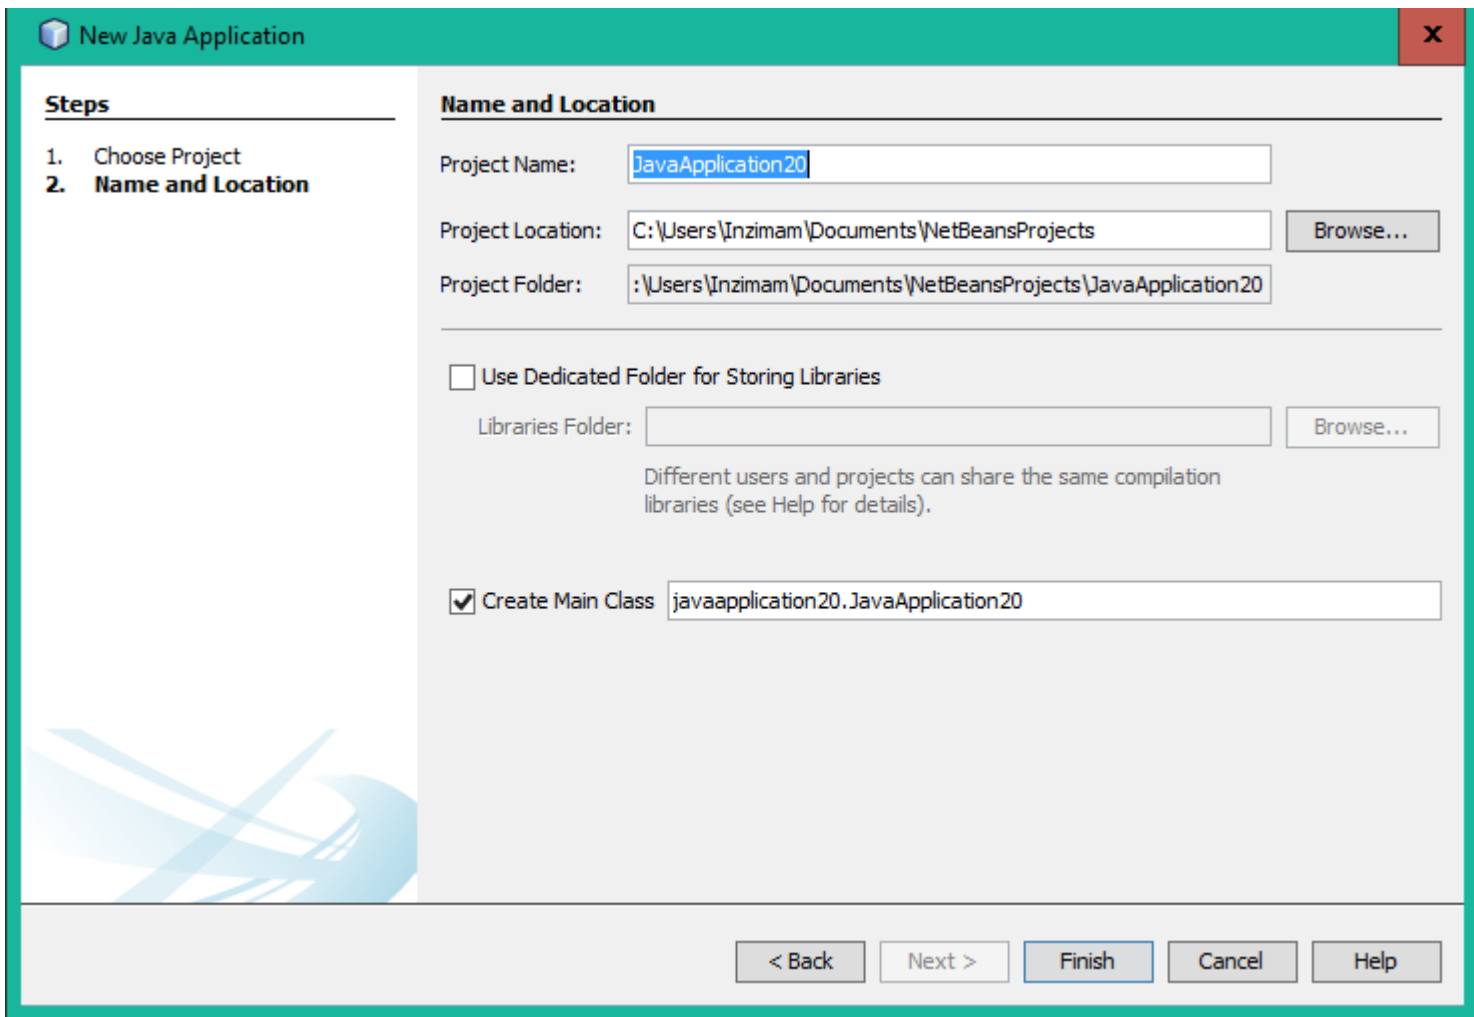 New Java Application
x
Steps
1. Choose Project
2. Name and Location
Name and Location
Project Name: JavaApplication20
Project Location: C:\Users\Inzimam\Documents\NetBeansProjects Browse...
Project Folder: :\Users\Inzimam\Documents\NetBeansProjects\JavaApplication20
Use Dedicated Folder for Storing Libraries
Libraries Folder: Browse...
Different users and projects can share the same compilation
libraries (see Help for details).
Create Main Class javaapplication20.JavaApplication20
< Back Next > Finish Cancel Help